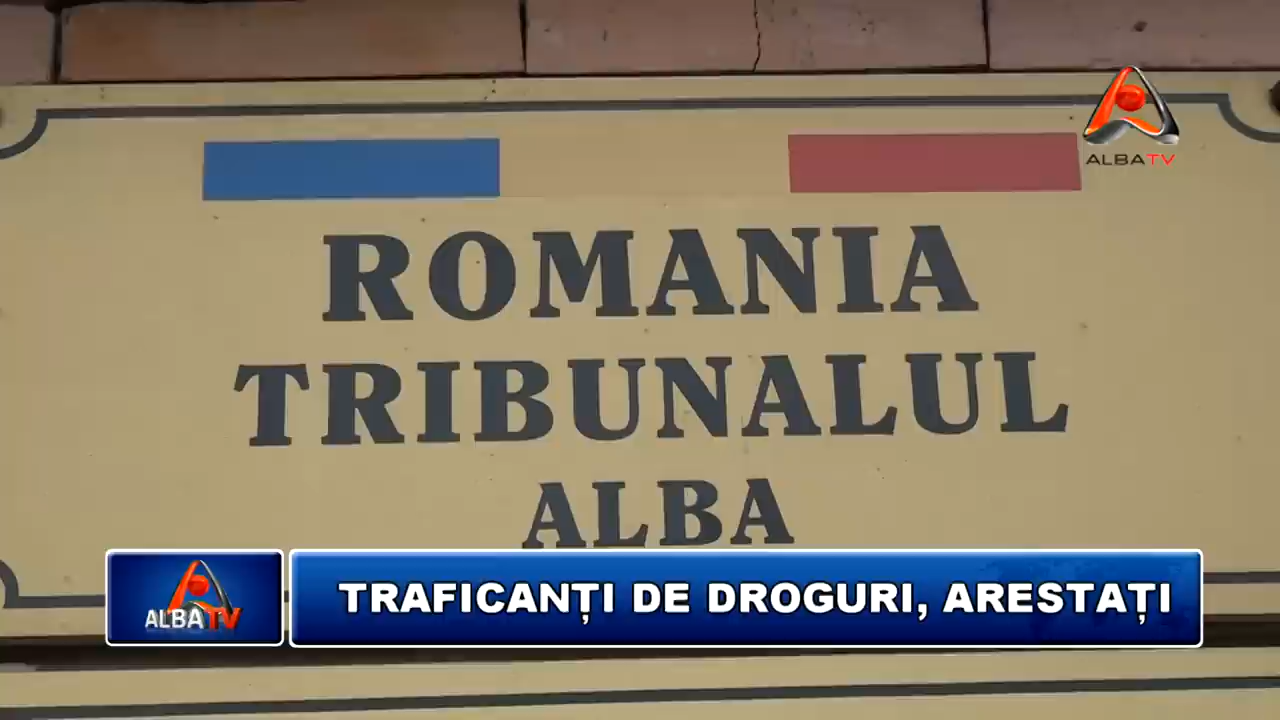 ALBATV
ROMANIA
TRIBUNALUL
ALBA
ALBATV
TRAFICANȚI DE DROGURI, ARESTAȚI